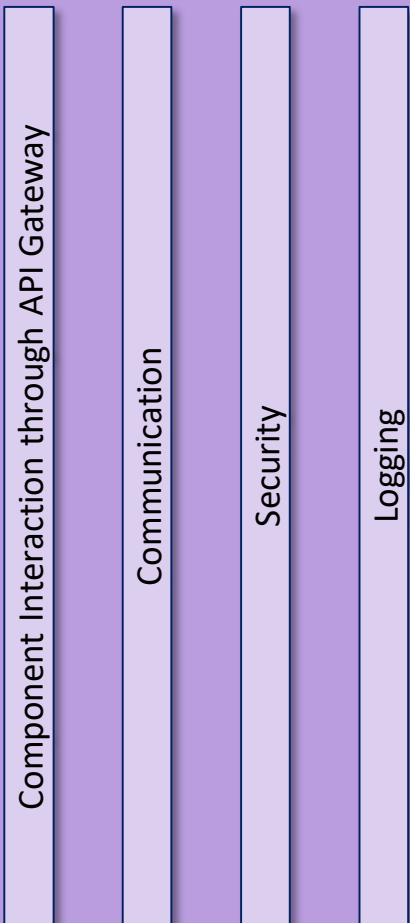 Component Interaction through API Gateway
Communication
Security
Logging